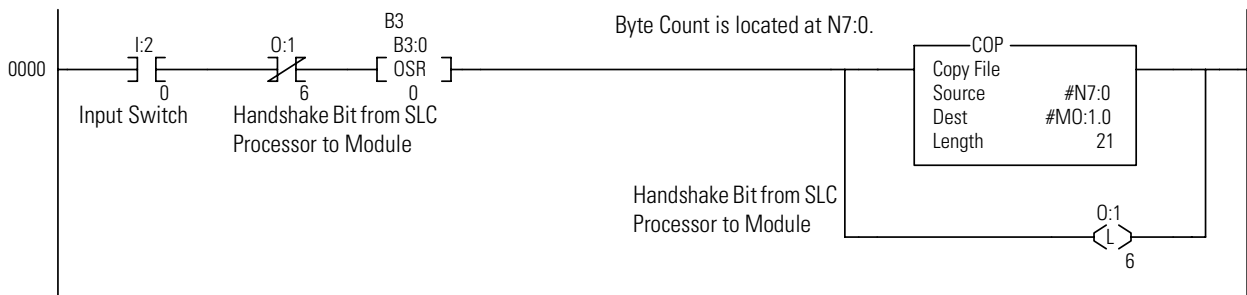 B3
Byte Count is located at N7:0.
I:2
O:1
B3:0
COP
0000
OSR
Copy File
0
6
0
Source #N7:0
Input Switch
Handshake Bit from SLC
Dest #M0:1.0
Processor to Module
Length 21
Handshake Bit from SLC
Processor to Module
O:1
L
6